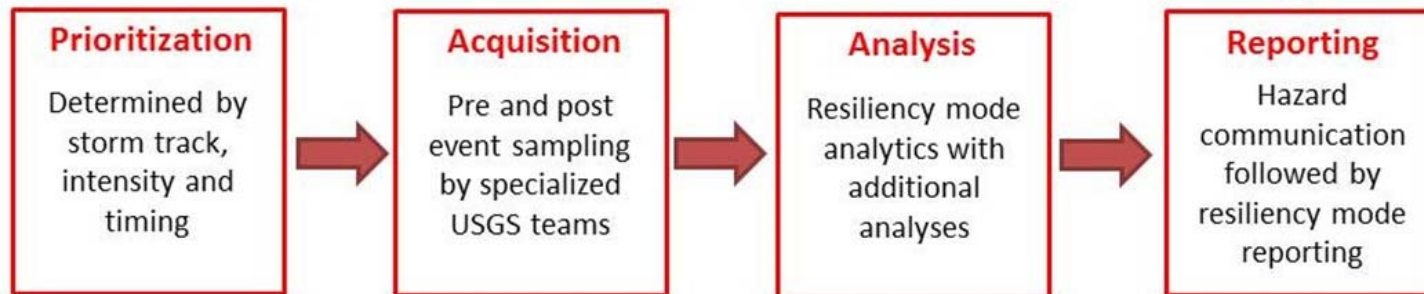 Prioritization
Determined by
storm track,
intensity and
timing
Acquisition
Pre and post
event sampling
by specialized
USGS teams
Analysis
Resiliency mode
analytics with
additional
analyses
Reporting
Hazard
communication
followed by
resiliency mode
reporting